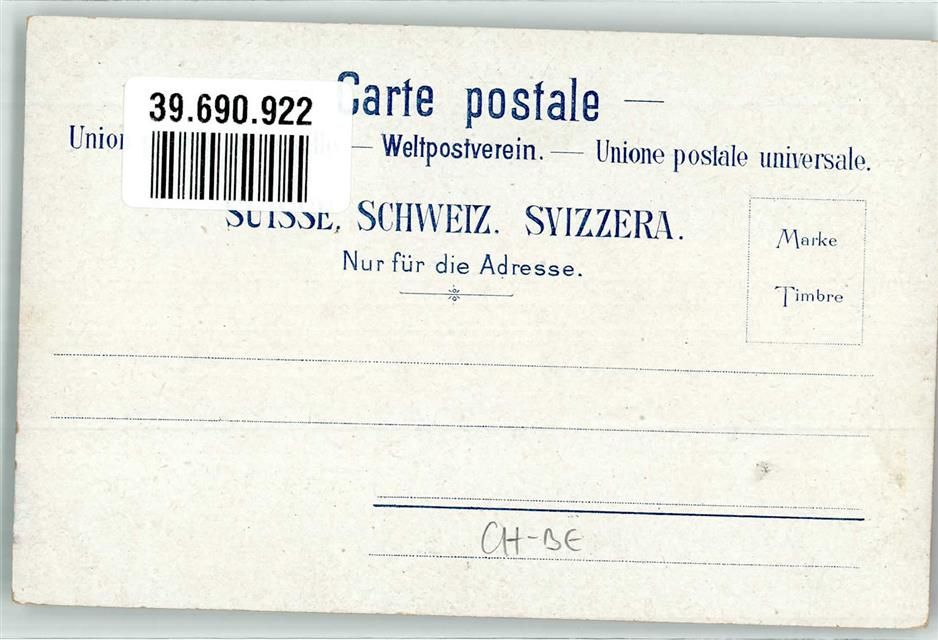 Carte postale —
39.690.922
Union — Weltpostverein. — Unione postale universale.
SUISSE. SCHWEIZ. SVIZZERA.
Nur für die Adresse.
Marke
Timbre
CH-BE